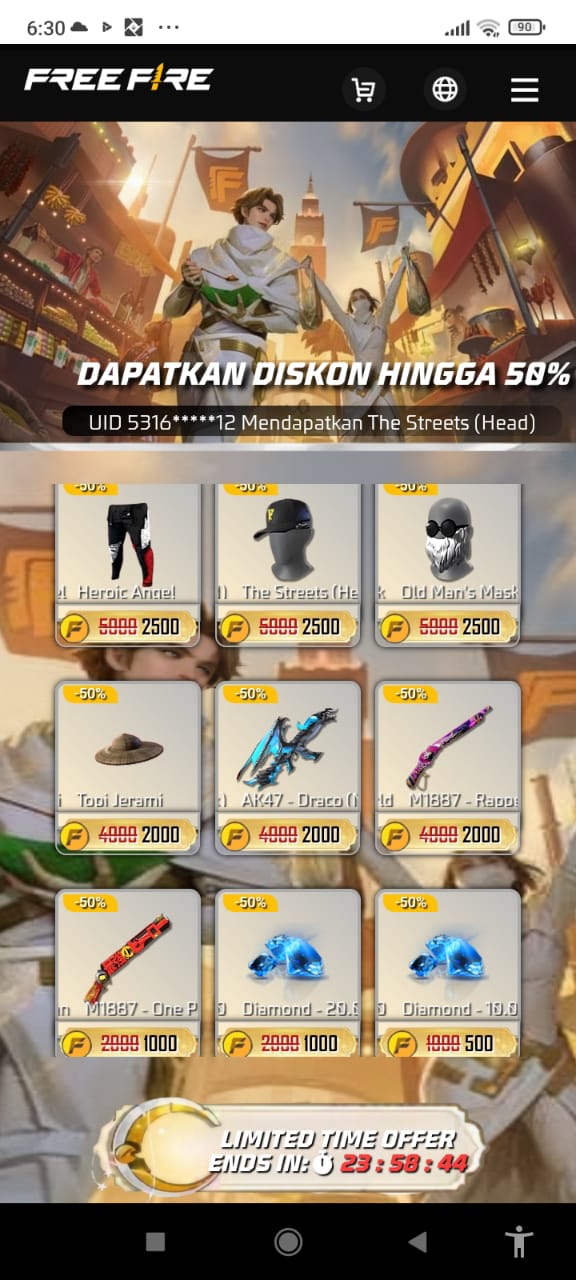 6:30
90
FREE FIRE
DAPATKAN DISKON HINGGA 50%
UID 5316*****12 Mendapatkan The Streets (Head)
-50% -50% -50%
Heroic Angel The Streets (He Old Man's Mask
5000 2500 5000 2500 5000 2500
-50% -50% -50%
Topi Jerami AK47 - Draco ( M1887 - Rapp
4000 2000 4000 2000 4000 2000
-50% -50% -50%
M1887 - One P Diamond - 20. Diamond - 10.0
2000 1000 2000 1000 1000 500
LIMITED TIME OFFER
ENDS IN: 23 : 58 : 44